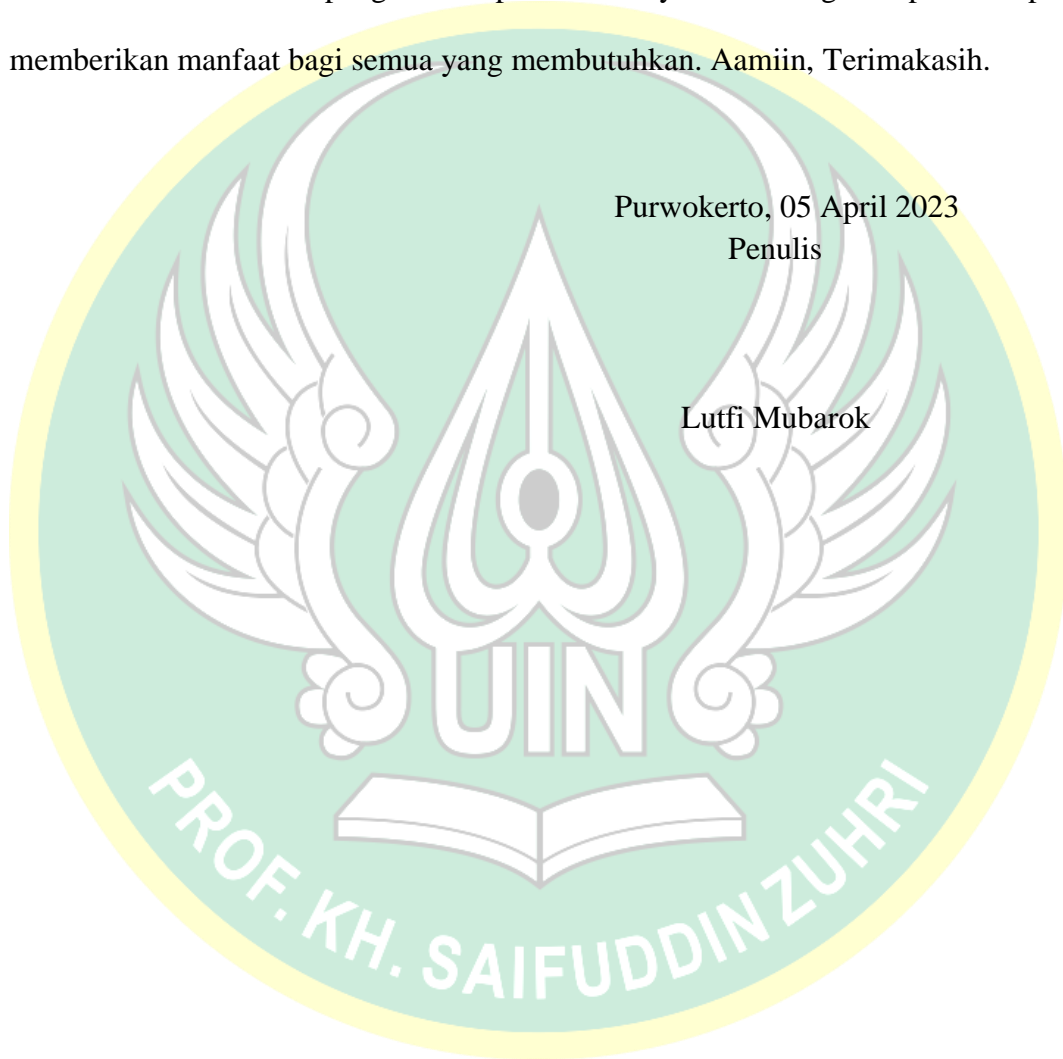 memberikan manfaat bagi semua yang membutuhkan. Aamiin, Terimakasih.
Purwokerto, 05 April 2023
Penulis
Lutfi Mubarok
UIN
PROF. KH. SAIFUDDIN ZUHRI